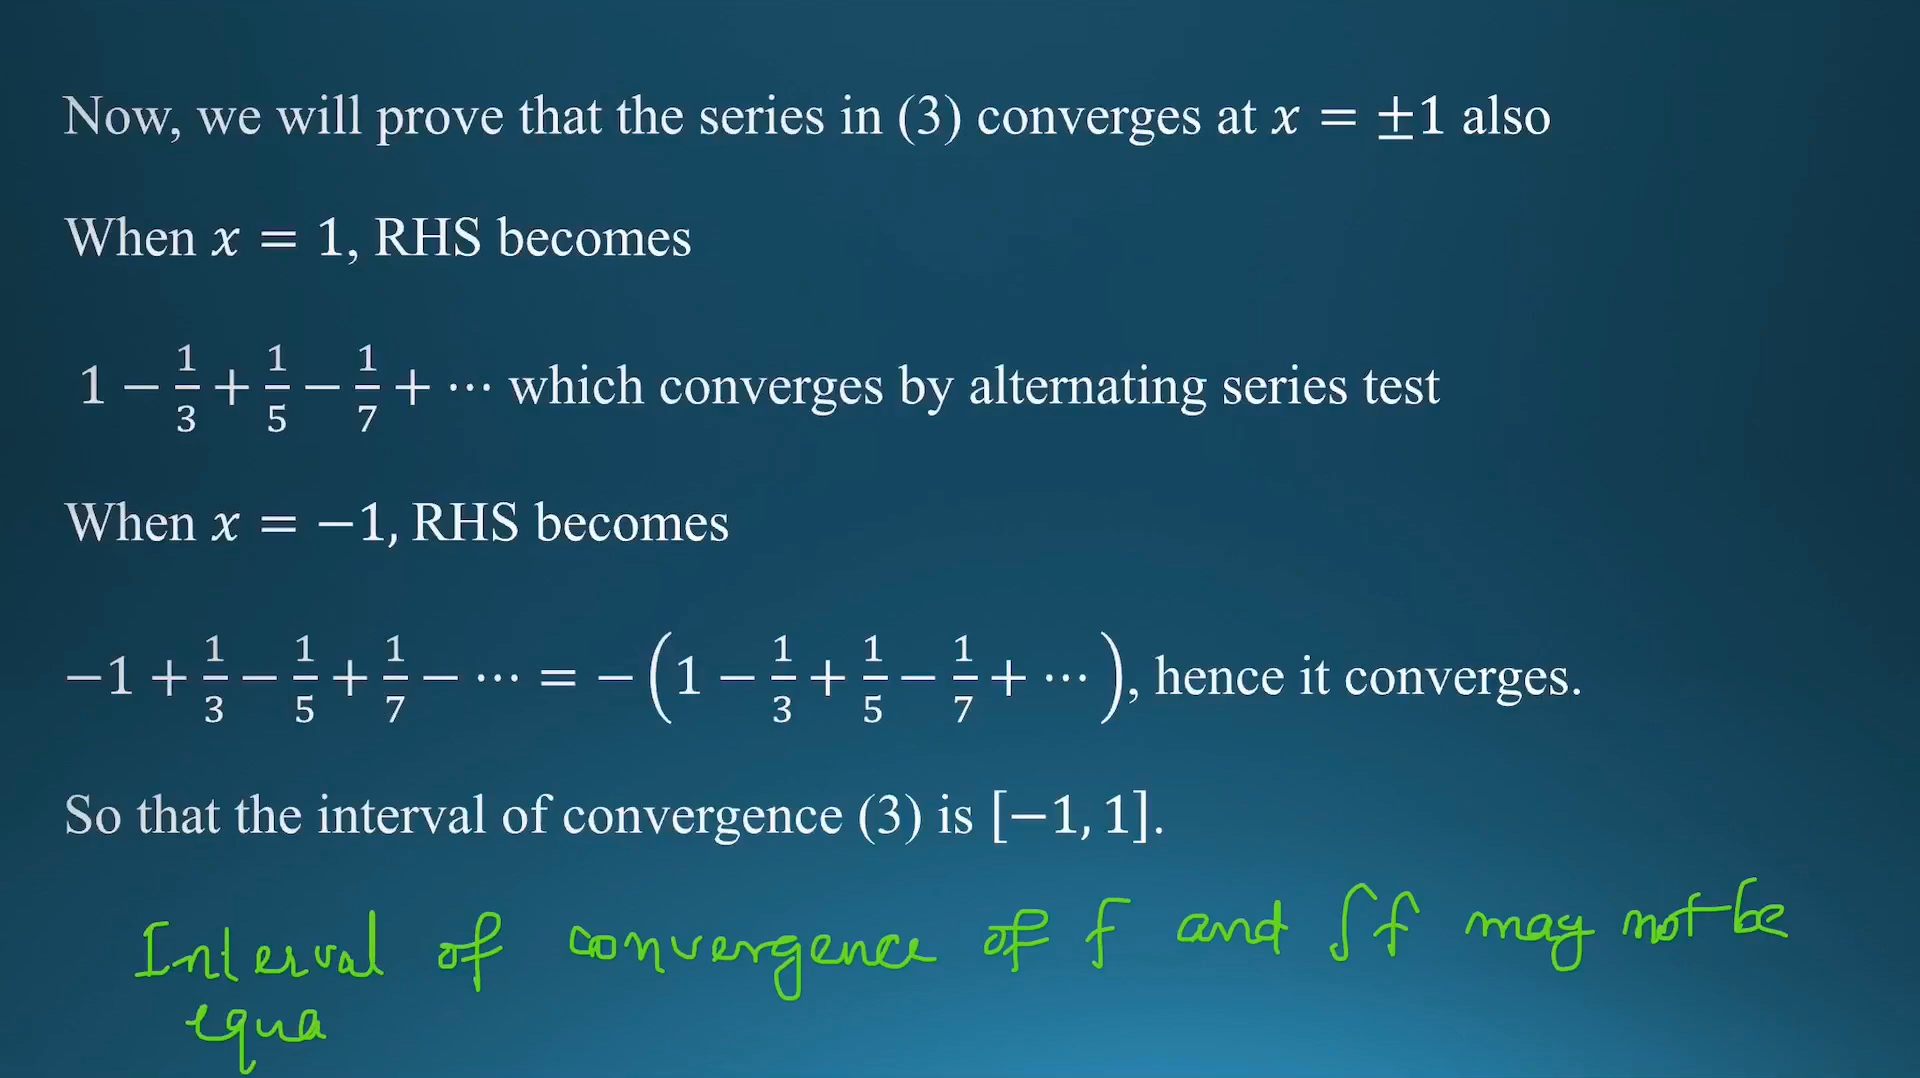 Now, we will prove that the series in (3) converges at x = ±1 also
When x = 1, RHS becomes
1 − 1/3 + 1/5 − 1/7 + ⋯ which converges by alternating series test
When x = −1, RHS becomes
−1 + 1/3 − 1/5 + 1/7 − ⋯ = −(1 − 1/3 + 1/5 − 1/7 + ⋯), hence it converges.
So that the interval of convergence (3) is [−1, 1].
Interval of convergence of f and ∫f may not be
equa